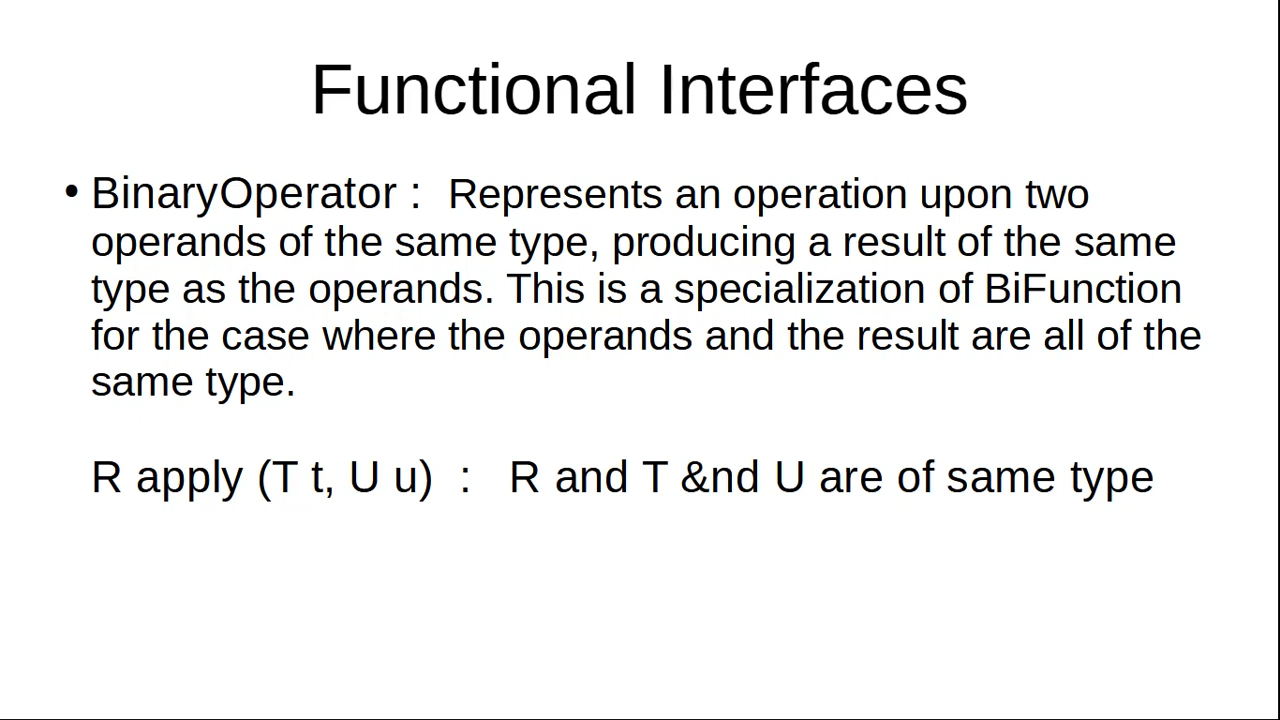 Functional Interfaces
• BinaryOperator : Represents an operation upon two
operands of the same type, producing a result of the same
type as the operands. This is a specialization of BiFunction
for the case where the operands and the result are all of the
same type.
R apply (T t, U u) : R and T &nd U are of same type